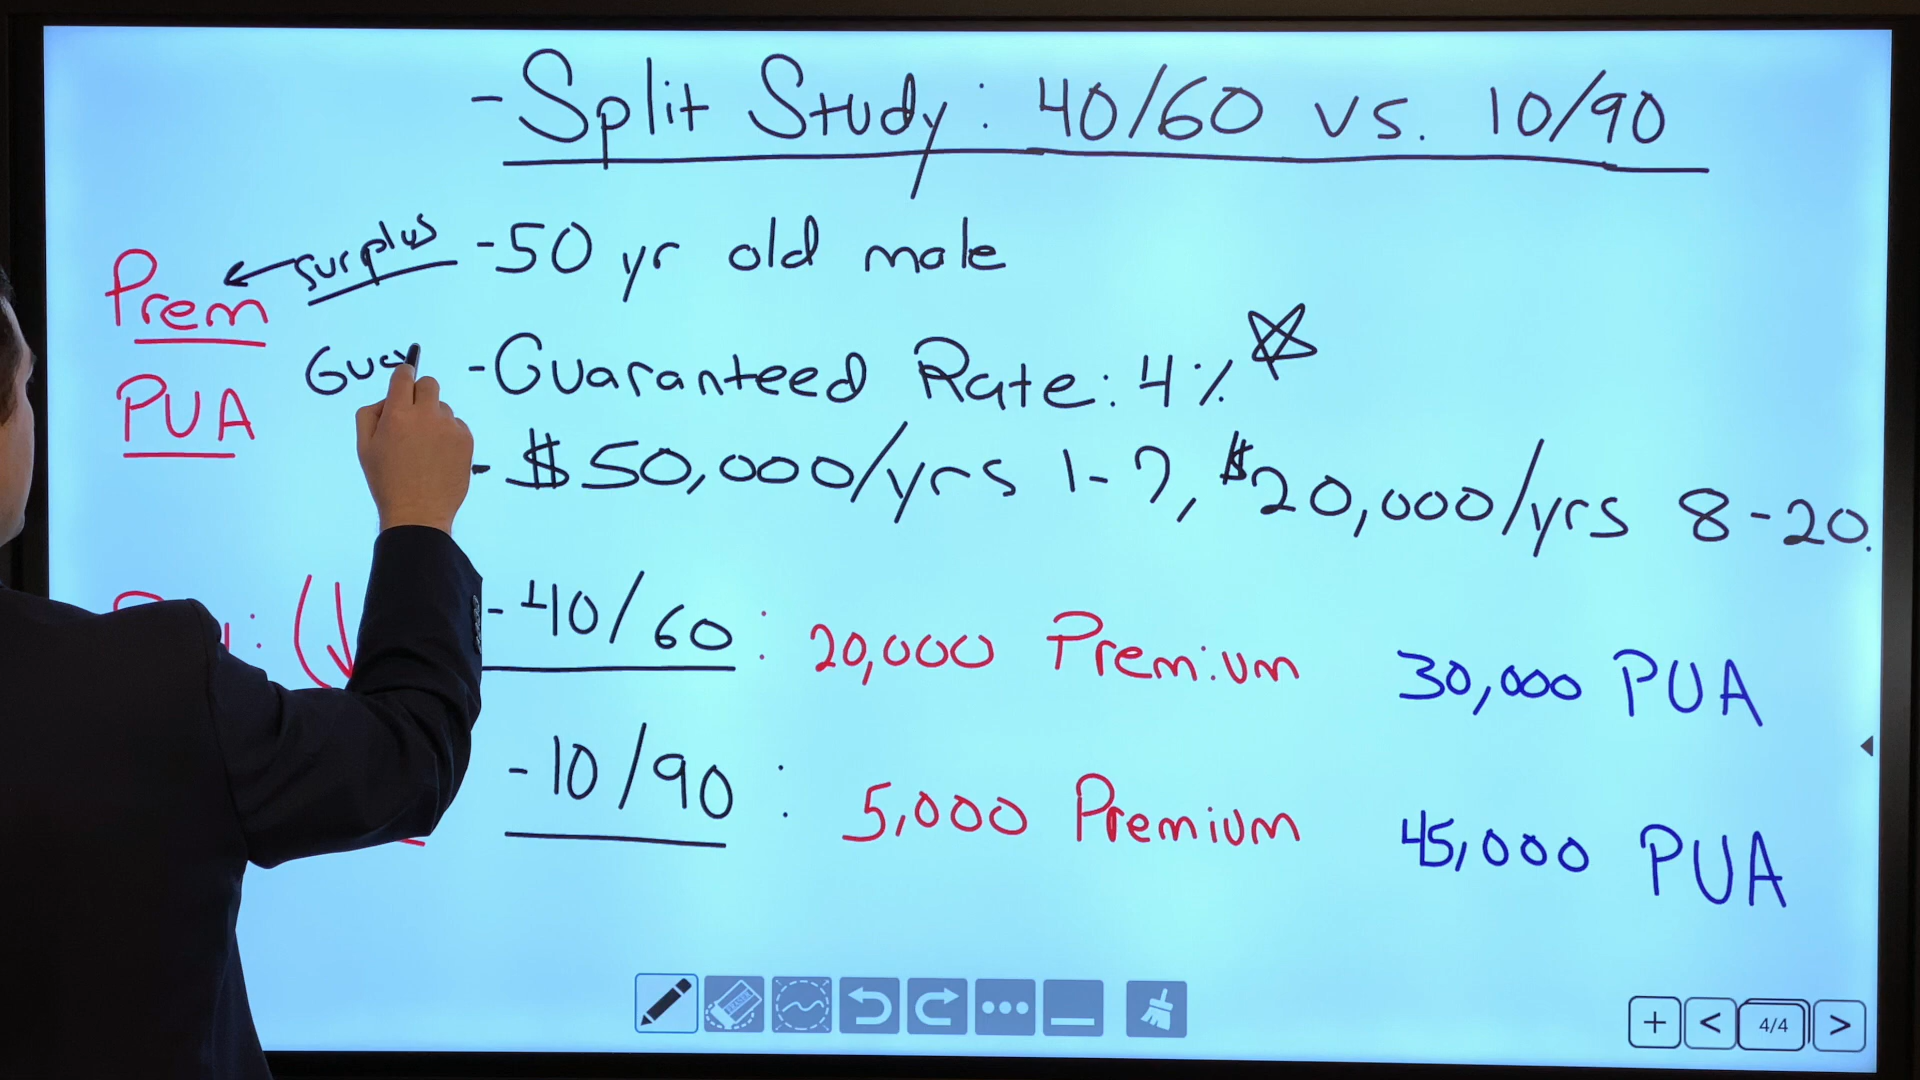 - Split Study: 40/60 vs. 10/90
surplus
- 50 yr old male
Prem
- Guaranteed Rate: 4%
PUA
- $50,000/yrs 1-7, $20,000/yrs 8-20.
- 40/60 : 20,000 Premium 30,000 PUA
- 10/90 : 5,000 Premium 45,000 PUA
ERASER
4/4